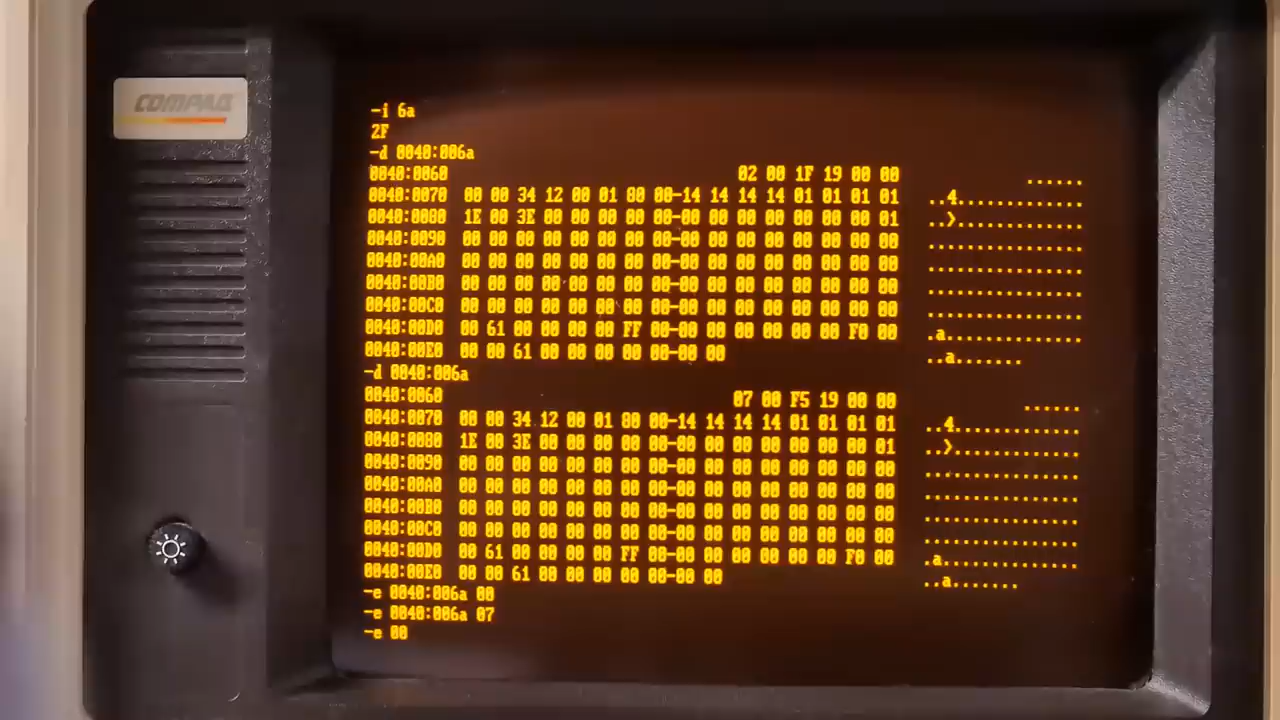 COMPAQ
-i 6a
2F
-d 0040:006a
0040:0060 02 00 1F 19 00 00 ......
0040:0070 00 00 34 12 00 01 00 00-14 14 14 14 01 01 01 01 ..4.............
0040:0080 1E 00 3E 00 00 00 00 00-00 00 00 00 00 00 00 01 ..>.............
0040:0090 00 00 00 00 00 00 00 00-00 00 00 00 00 00 00 00 ................
0040:00A0 00 00 00 00 00 00 00 00-00 00 00 00 00 00 00 00 ................
0040:00B0 00 00 00 00 00 00 00 00-00 00 00 00 00 00 00 00 ................
0040:00C0 00 00 00 00 00 00 00 00-00 00 00 00 00 00 00 00 ................
0040:00D0 00 61 00 00 00 00 FF 00-00 00 00 00 00 00 F0 00 .a..............
0040:00E0 00 00 61 00 00 00 00 00-00 00 ..a.......
-d 0040:006a
0040:0060 07 00 F5 19 00 00 ......
0040:0070 00 00 34 12 00 01 00 00-14 14 14 14 01 01 01 01 ..4.............
0040:0080 1E 00 3E 00 00 00 00 00-00 00 00 00 00 00 00 01 ..>.............
0040:0090 00 00 00 00 00 00 00 00-00 00 00 00 00 00 00 00 ................
0040:00A0 00 00 00 00 00 00 00 00-00 00 00 00 00 00 00 00 ................
0040:00B0 00 00 00 00 00 00 00 00-00 00 00 00 00 00 00 00 ................
0040:00C0 00 00 00 00 00 00 00 00-00 00 00 00 00 00 00 00 ................
0040:00D0 00 61 00 00 00 00 FF 00-00 00 00 00 00 00 F0 00 .a..............
0040:00E0 00 00 61 00 00 00 00 00-00 00 ..a.......
-e 0040:006a 00
-e 0040:006a 07
-e 00